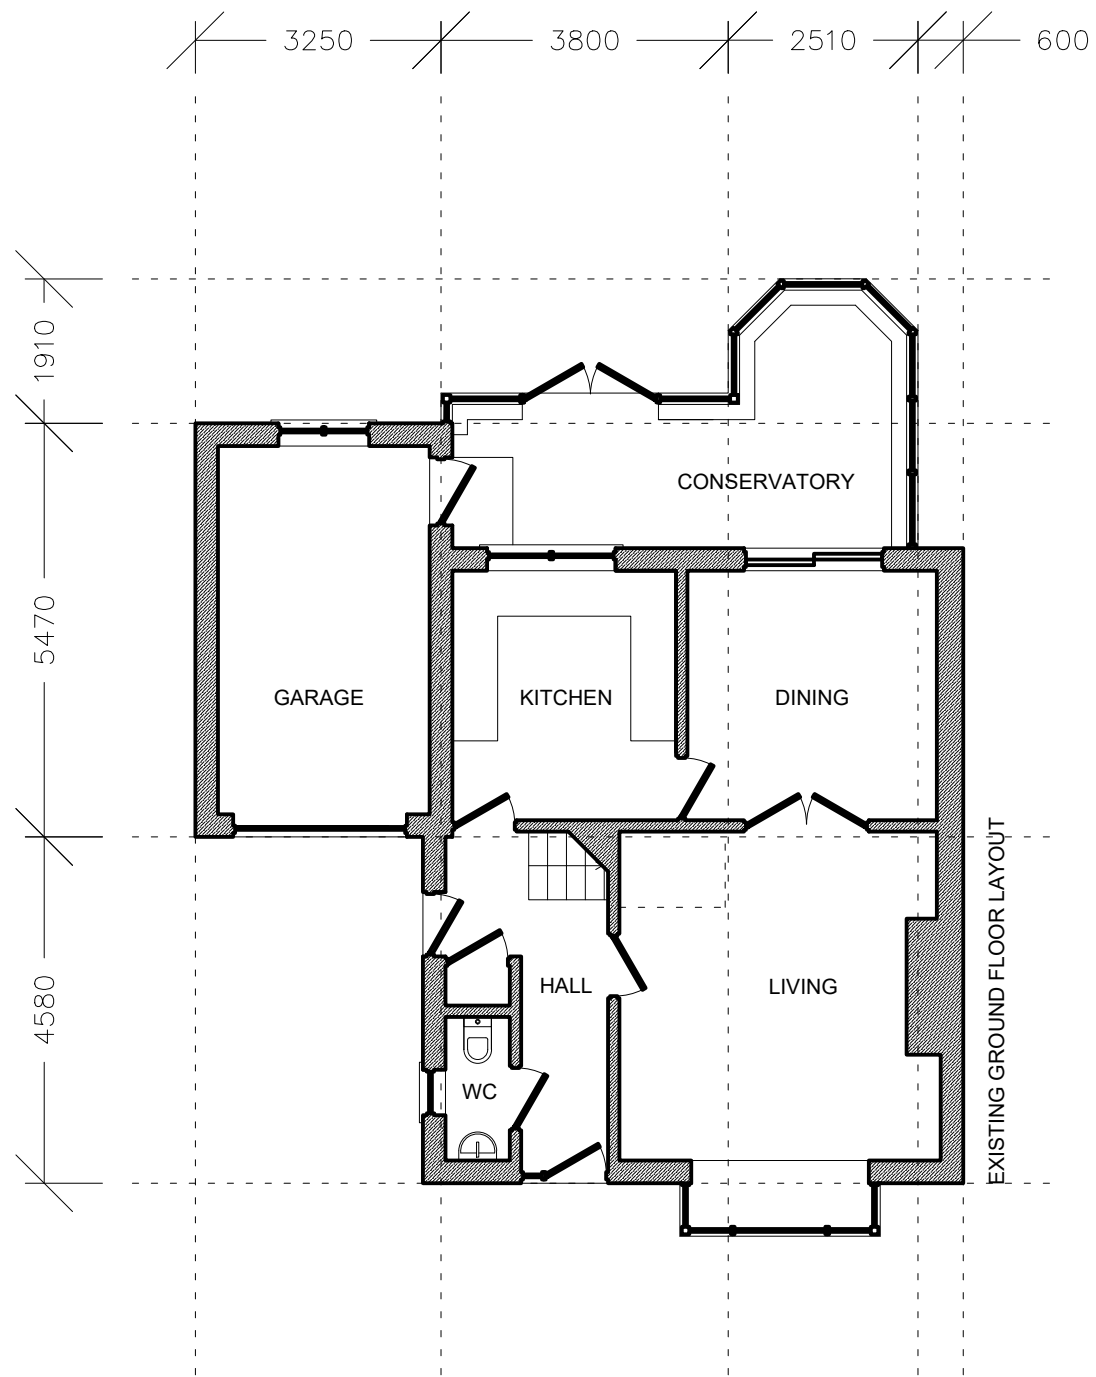 3250
3800
2510
600
1910
5470
4580
CONSERVATORY
GARAGE
KITCHEN
DINING
HALL
LIVING
WC
EXISTING GROUND FLOOR LAYOUT